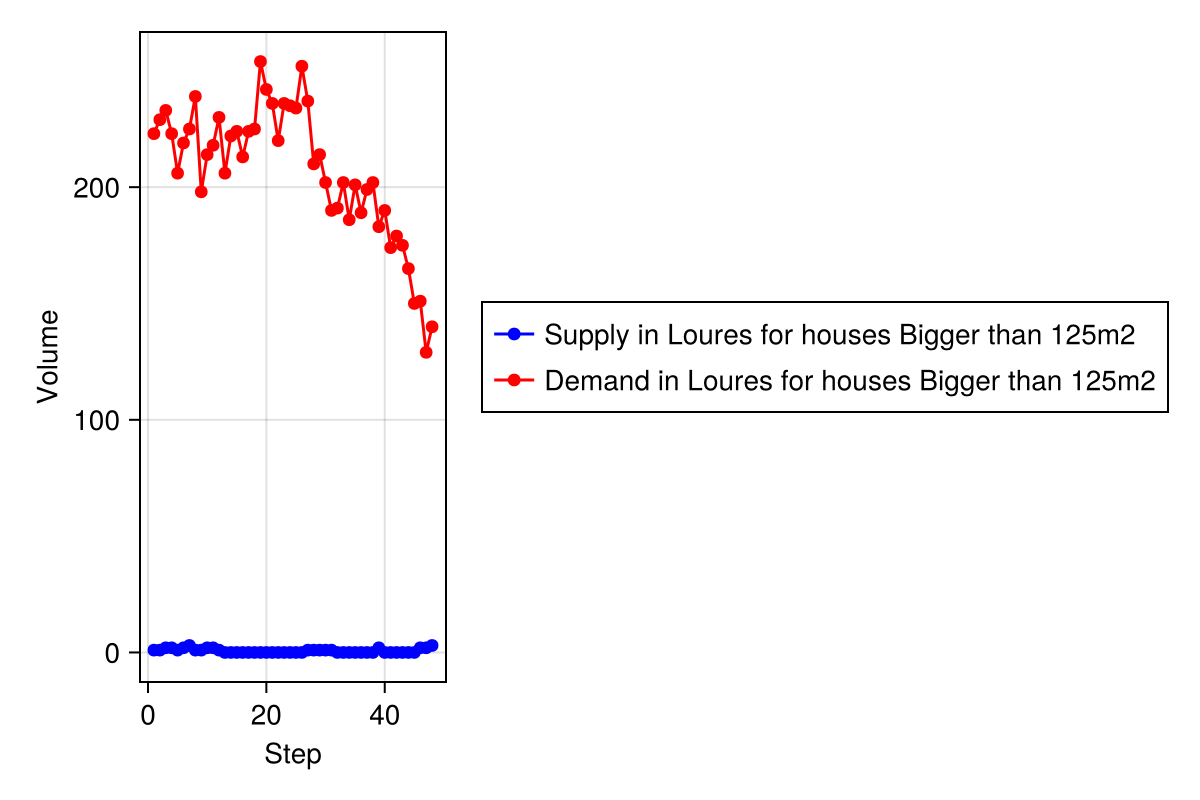 Volume
200
100
0
0 20 40
Step
Supply in Loures for houses Bigger than 125m2
Demand in Loures for houses Bigger than 125m2